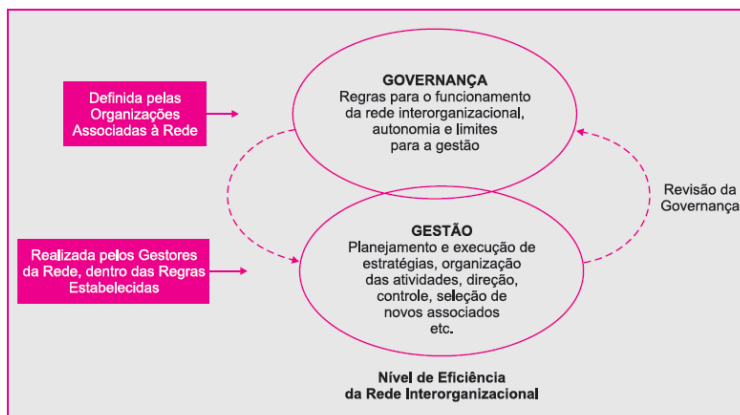 Definida pelas
Organizações
Associadas à Rede
GOVERNANÇA
Regras para o funcionamento
da rede interorganizacional,
autonomia e limites
para a gestão
Revisão da
Governança
Realizada pelos Gestores
da Rede, dentro das Regras
Estabelecidas
GESTÃO
Planejamento e execução de
estratégias, organização
das atividades, direção,
controle, seleção de
novos associados
etc.
Nível de Eficiência
da Rede Interorganizacional